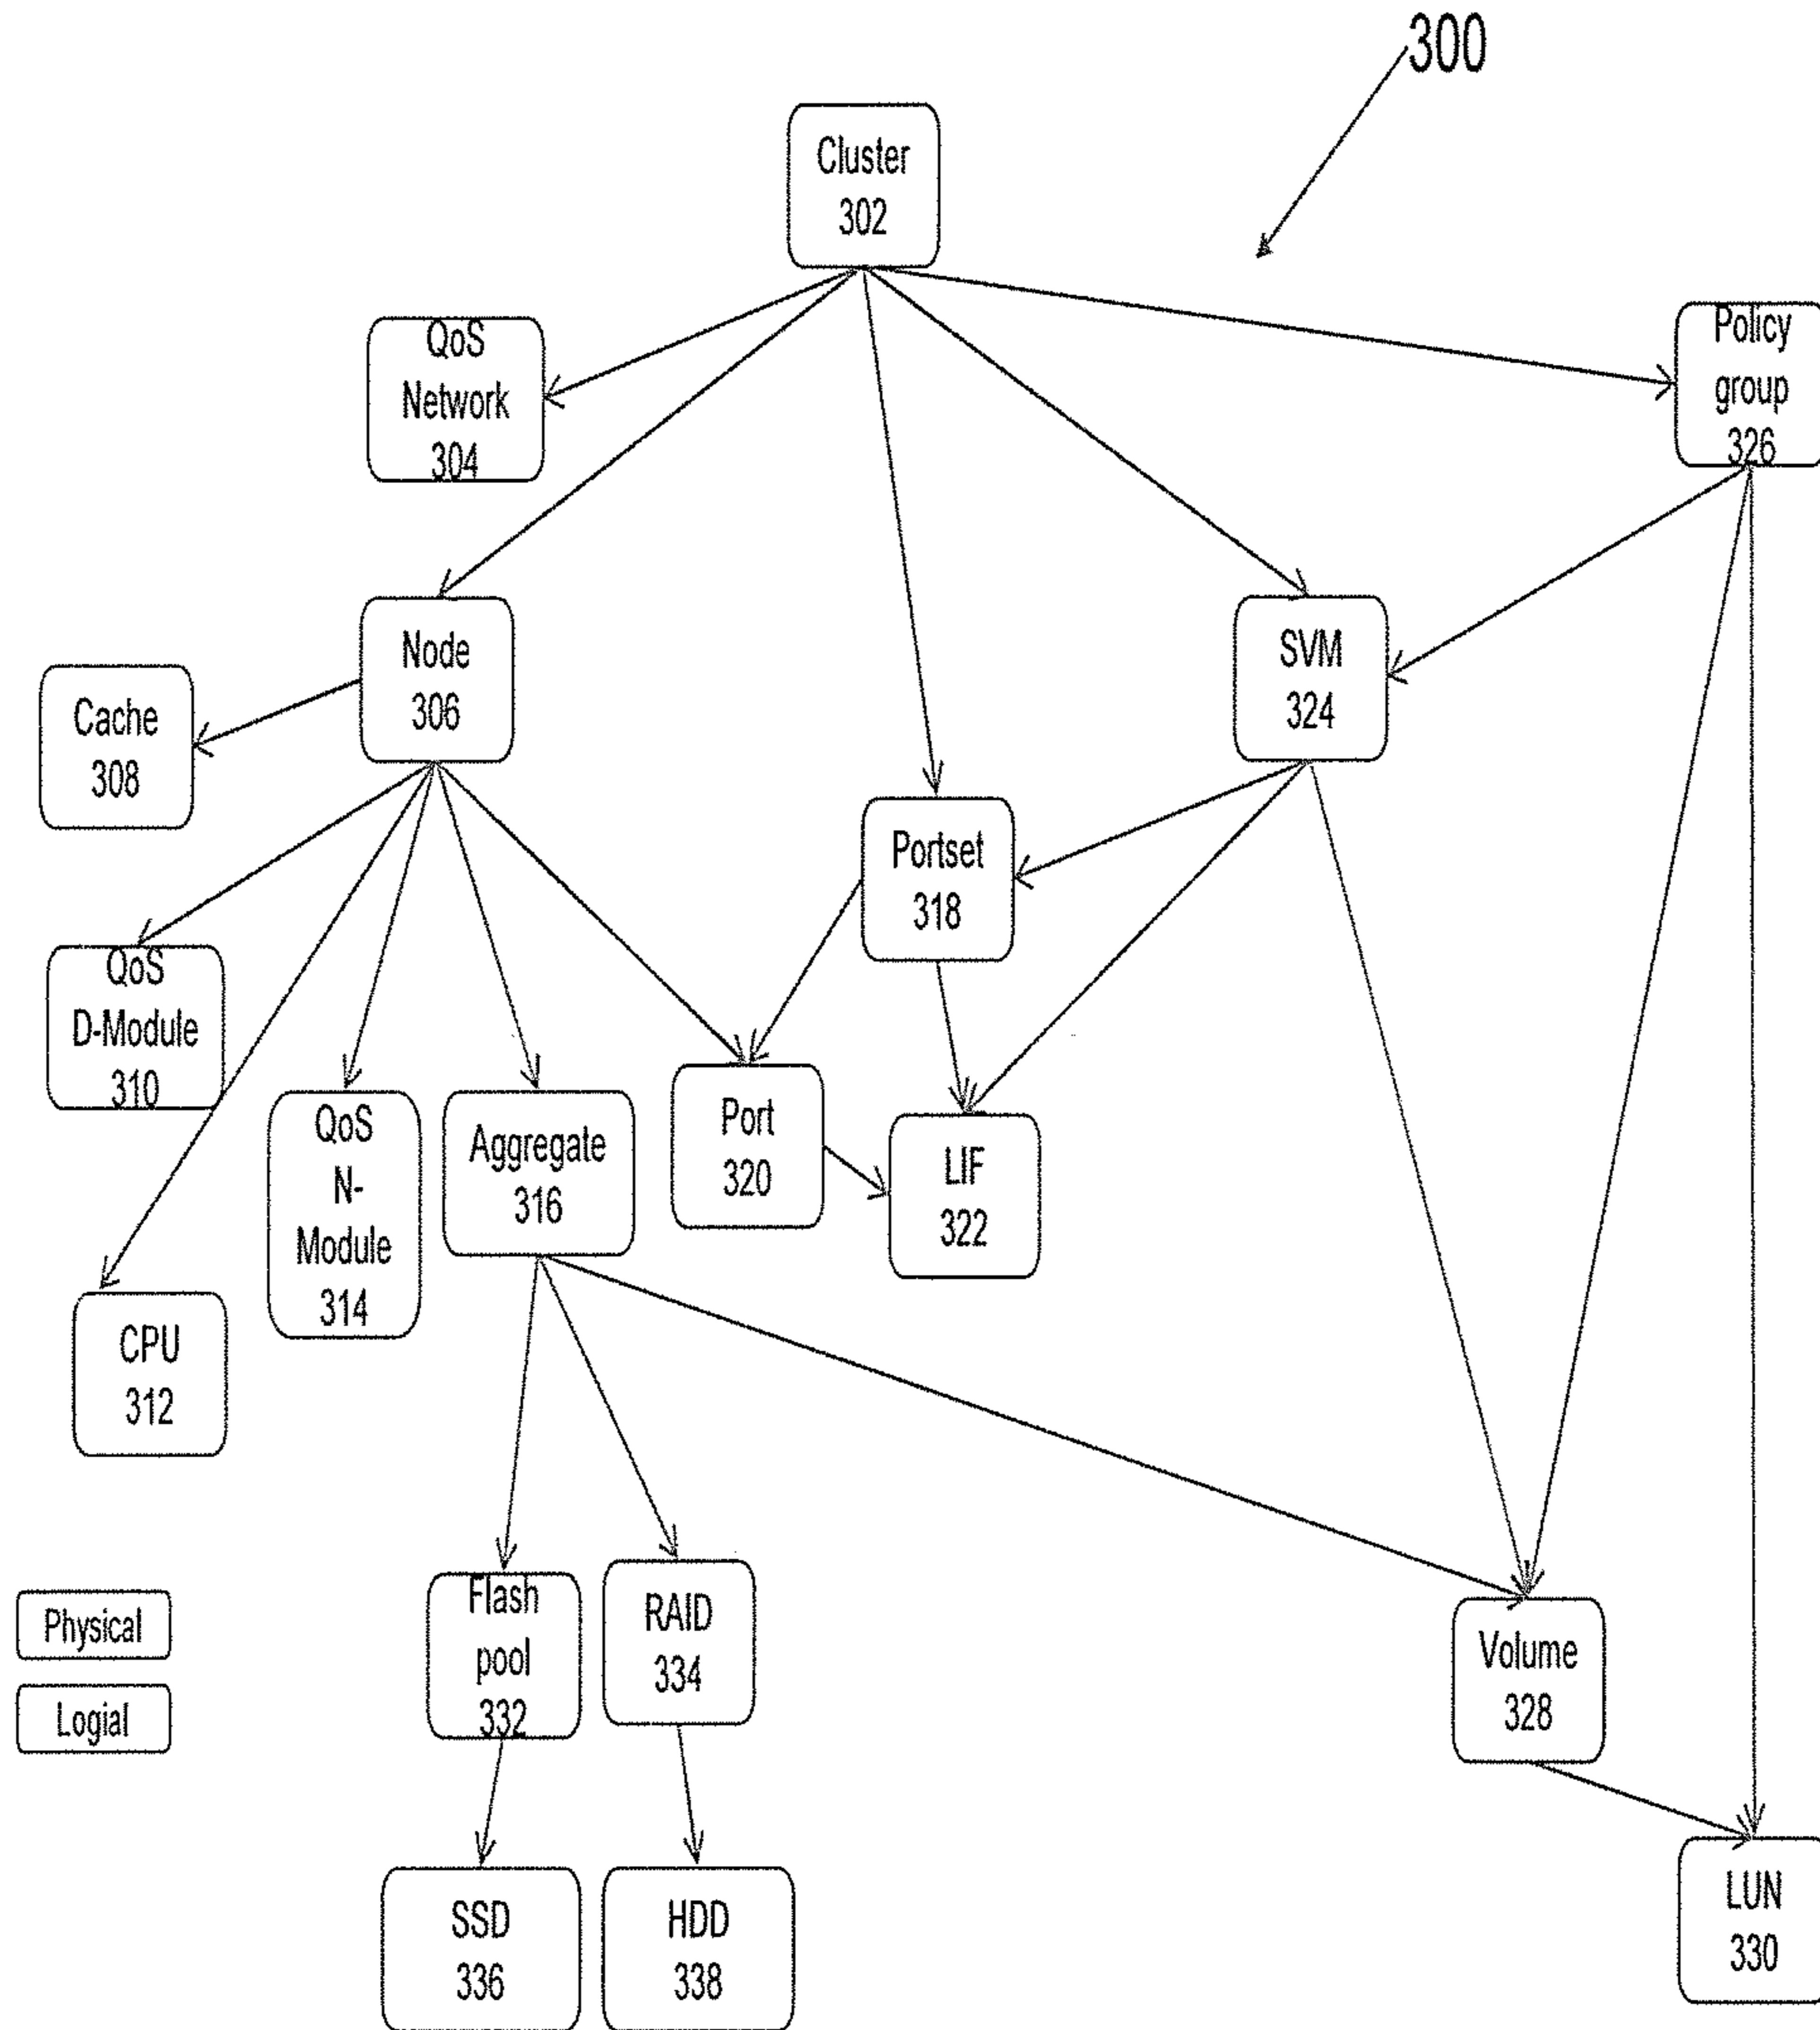 300
Cluster
302
QoS
Network
304
Policy
group
326
Node
306
SVM
324
Cache
308
Portset
318
QoS
D-Module
310
QoS
N-
Module
314
Aggregate
316
Port
320
LIF
322
CPU
312
Flash
pool
332
RAID
334
Physical
Logial
Volume
328
SSD
336
HDD
338
LUN
330